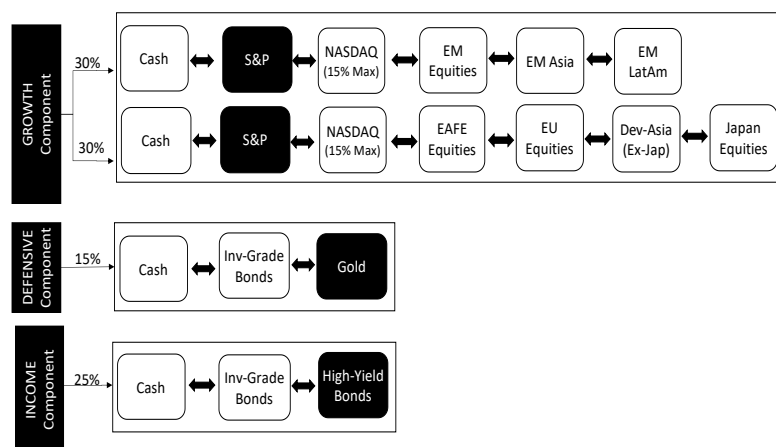 GROWTH
Component
30%
Cash
S&P
NASDAQ
(15% Max)
EM
Equities
EM Asia
EM
LatAm
30%
Cash
S&P
NASDAQ
(15% Max)
EAFE
Equities
EU
Equities
Dev-Asia
(Ex-Jap)
Japan
Equities
DEFENSIVE
Component
15%
Cash
Inv-Grade
Bonds
Gold
INCOME
Component
25%
Cash
Inv-Grade
Bonds
High-Yield
Bonds